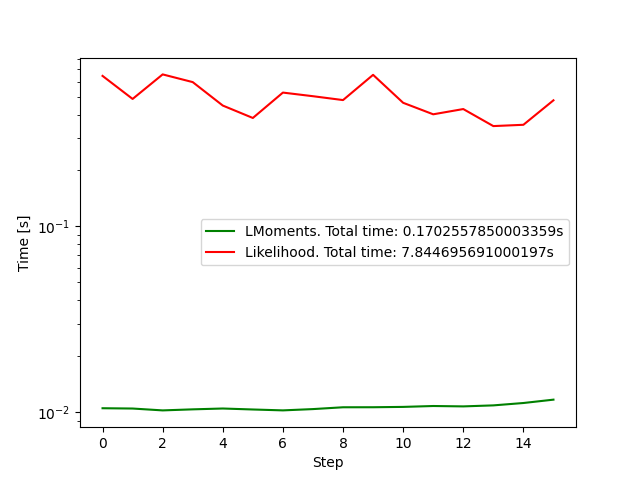 Time [s]
10⁻¹
10⁻²
LMoments. Total time: 0.1702557850003359s
Likelihood. Total time: 7.844695691000197s
0 2 4 6 8 10 12 14
Step